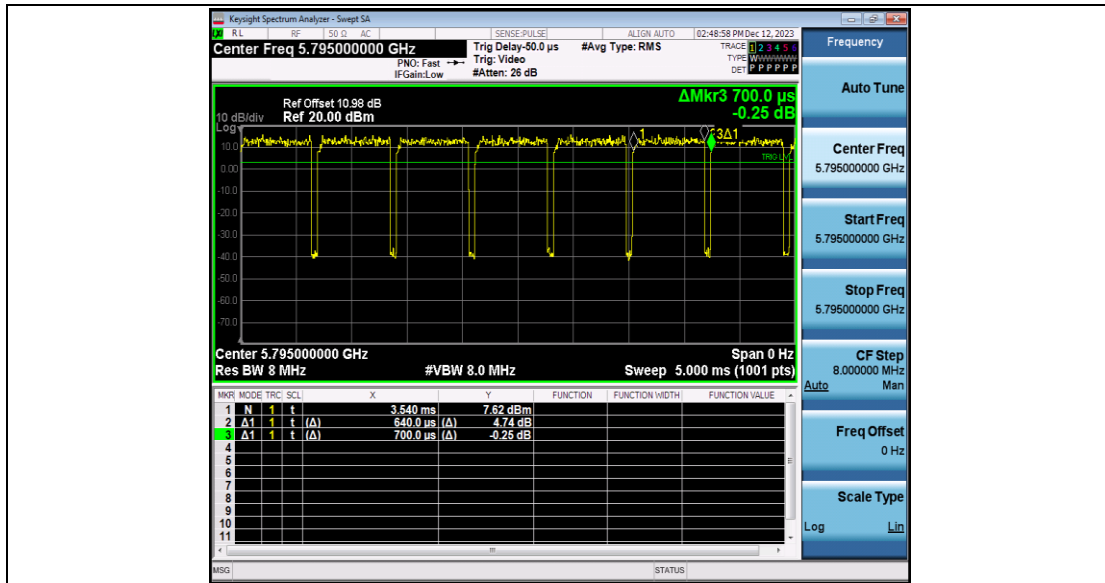 Keysight Spectrum Analyzer - Swept SA
RL RF 50 Ω AC SENSE:PULSE ALIGN AUTO 02:48:58 PM Dec 12, 2023
Center Freq 5.795000000 GHz
PNO: Fast
IFGain:Low
Trig Delay-50.0 µs
Trig: Video
#Atten: 26 dB
#Avg Type: RMS
TRACE 1 2 3 4 5 6
TYPE WWWWWW
DET P P P P P P
Frequency
ΔMkr3 700.0 µs
-0.25 dB
Ref Offset 10.98 dB
10 dB/div Ref 20.00 dBm
Log
1
3Δ1
TRIG LVL
10.0
0.00
-10.0
-20.0
-30.0
-40.0
-50.0
-60.0
-70.0
Center 5.795000000 GHz Span 0 Hz
Res BW 8 MHz #VBW 8.0 MHz Sweep 5.000 ms (1001 pts)
MKR MODE TRC SCL X Y FUNCTION FUNCTION WIDTH FUNCTION VALUE
1 N 1 t 3.540 ms 7.62 dBm
2 Δ1 1 t (Δ) 640.0 µs (Δ) 4.74 dB
3 Δ1 1 t (Δ) 700.0 µs (Δ) -0.25 dB
4
5
6
7
8
9
10
11
MSG STATUS
Auto Tune
Center Freq
5.795000000 GHz
Start Freq
5.795000000 GHz
Stop Freq
5.795000000 GHz
CF Step
8.000000 MHz
Auto Man
Freq Offset
0 Hz
Scale Type
Log Lin